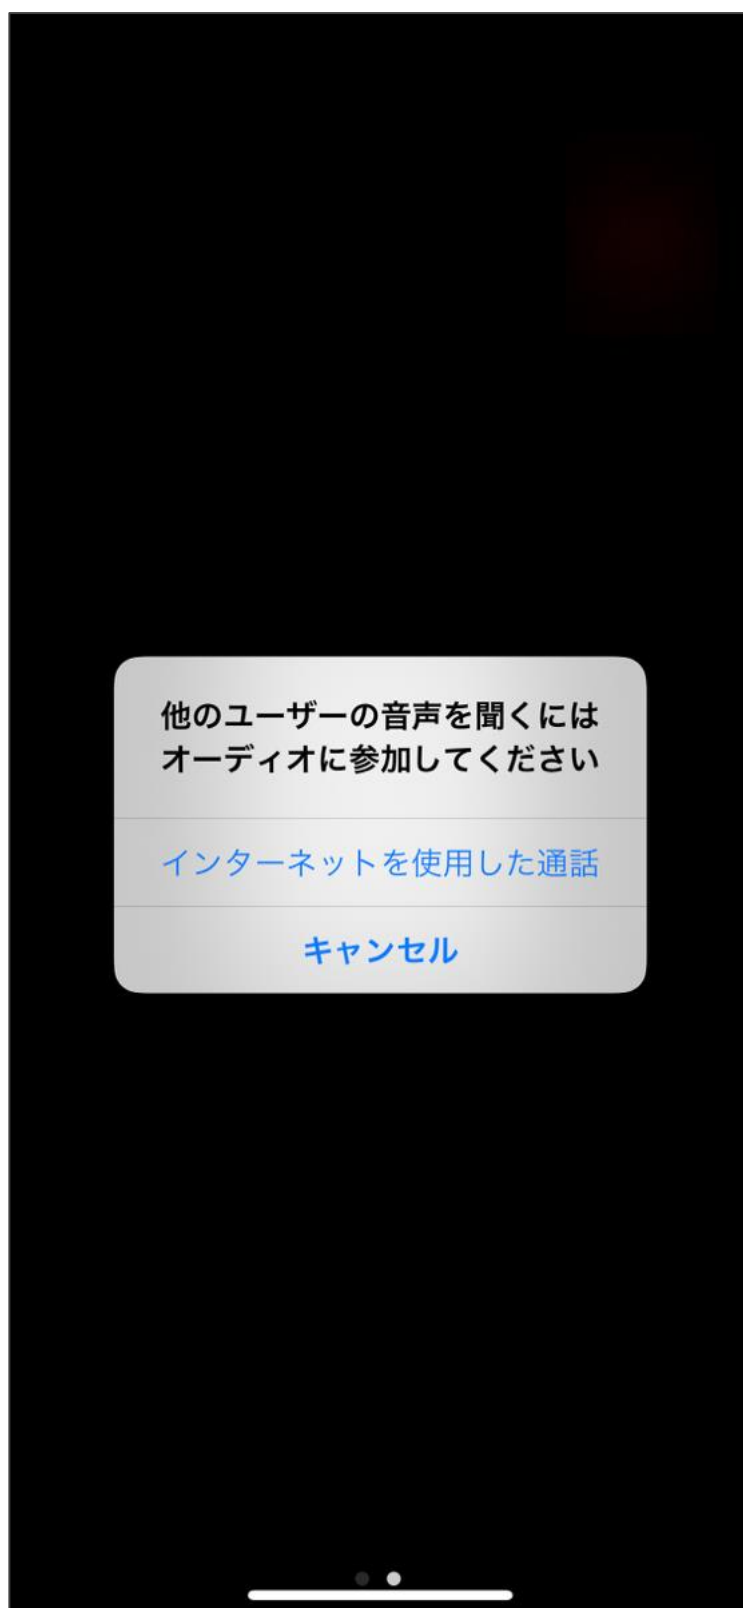 他のユーザーの音声を聞くには
オーディオに参加してください
インターネットを使用した通話
キャンセル